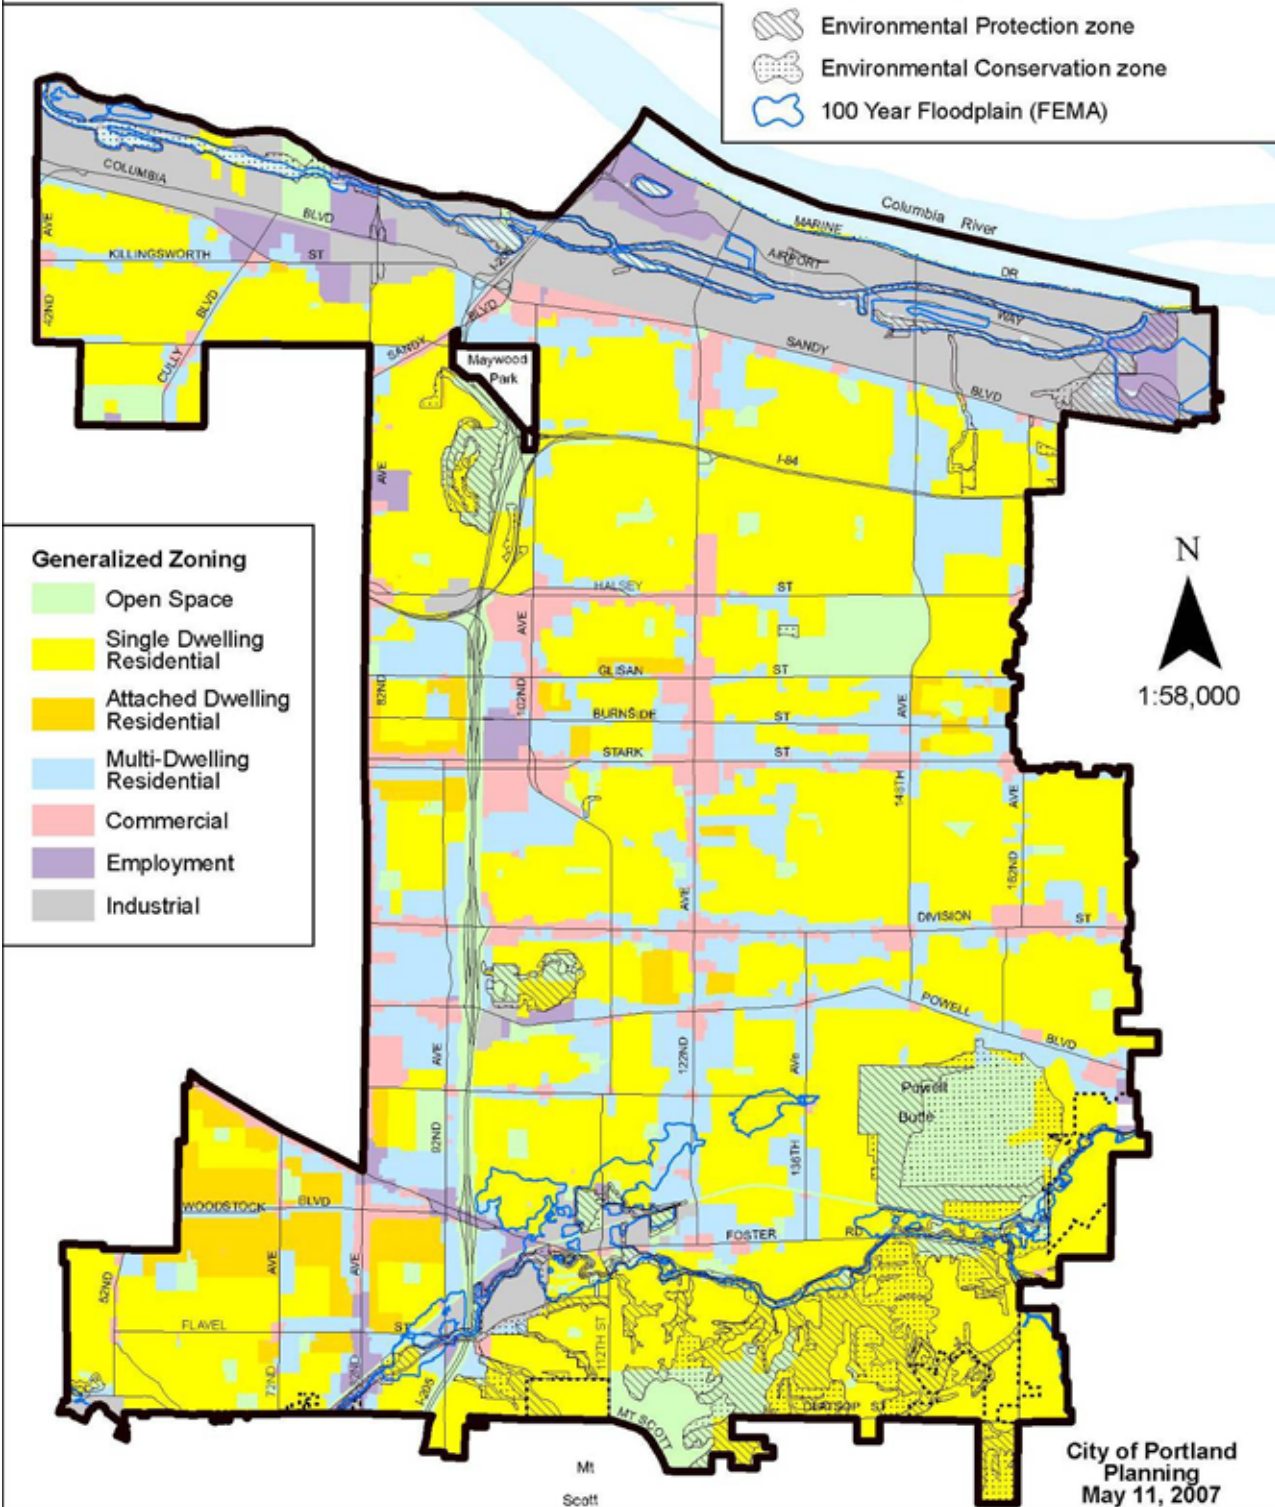 Environmental Protection zone
Environmental Conservation zone
100 Year Floodplain (FEMA)
Columbia River
MARINE
DR
AIRPORT
WAY
COLUMBIA
BLVD
AVE
KILLINGSWORTH
ST
I-205
42ND
BLVD
CULLY
SANDY
BLVD
SANDY
BLVD
Maywood
Park
I-84
AVE
Generalized Zoning
Open Space
Single Dwelling
Residential
Attached Dwelling
Residential
Multi-Dwelling
Residential
Commercial
Employment
Industrial
N
1:58,000
HALSEY
ST
AVE
GLISAN
ST
82ND
102ND
AVE
BURNSIDE
ST
STARK
ST
148TH
AVE
162ND
AVE
DIVISION
ST
POWELL
BLVD
AVE
122ND
AVE
Powell
Butte
92ND
136TH
WOODSTOCK
BLVD
FOSTER
RD
AVE
AVE
52ND
FLAVEL
ST
112TH ST
72ND
I-205
CLATSOP ST
MT SCOTT
Mt
Scott
City of Portland
Planning
May 11, 2007